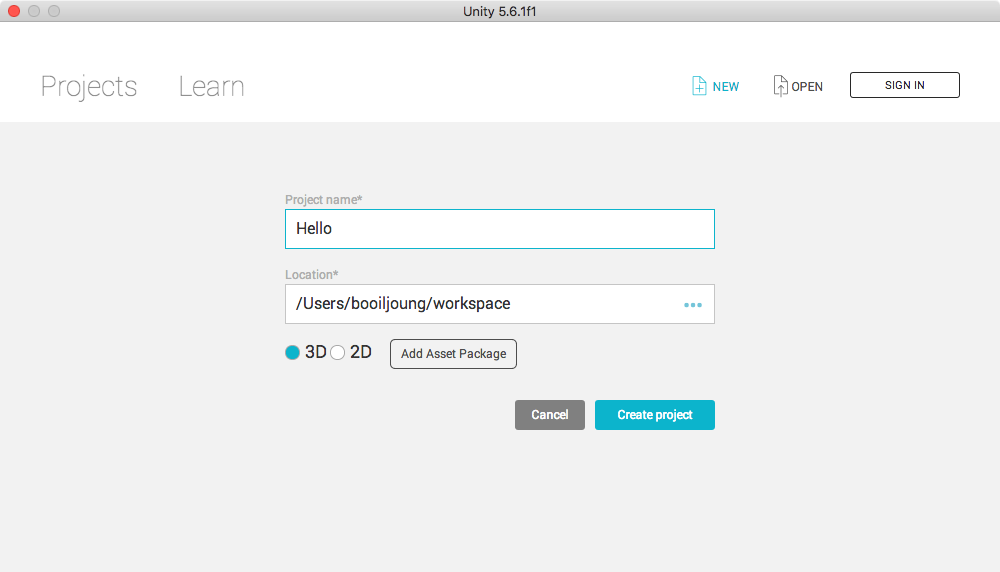 Unity 5.6.1f1
Projects Learn NEW OPEN SIGN IN
Project name*
Hello
Location*
/Users/booiljoung/workspace
3D 2D Add Asset Package
Cancel Create project